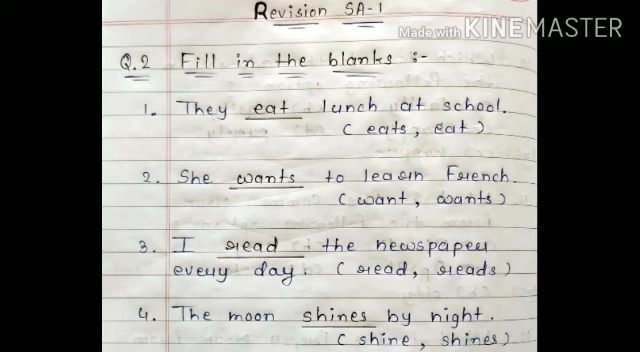 Revision SA-1
Made with KINEMASTER
Q.2 Fill in the blanks :-
1. They eat lunch at school.
( eats, eat )
2. She wants to learn French.
( want, wants )
3. I read the newspaper
every day. ( read, reads )
4. The moon shines by night.
( shine, shines )